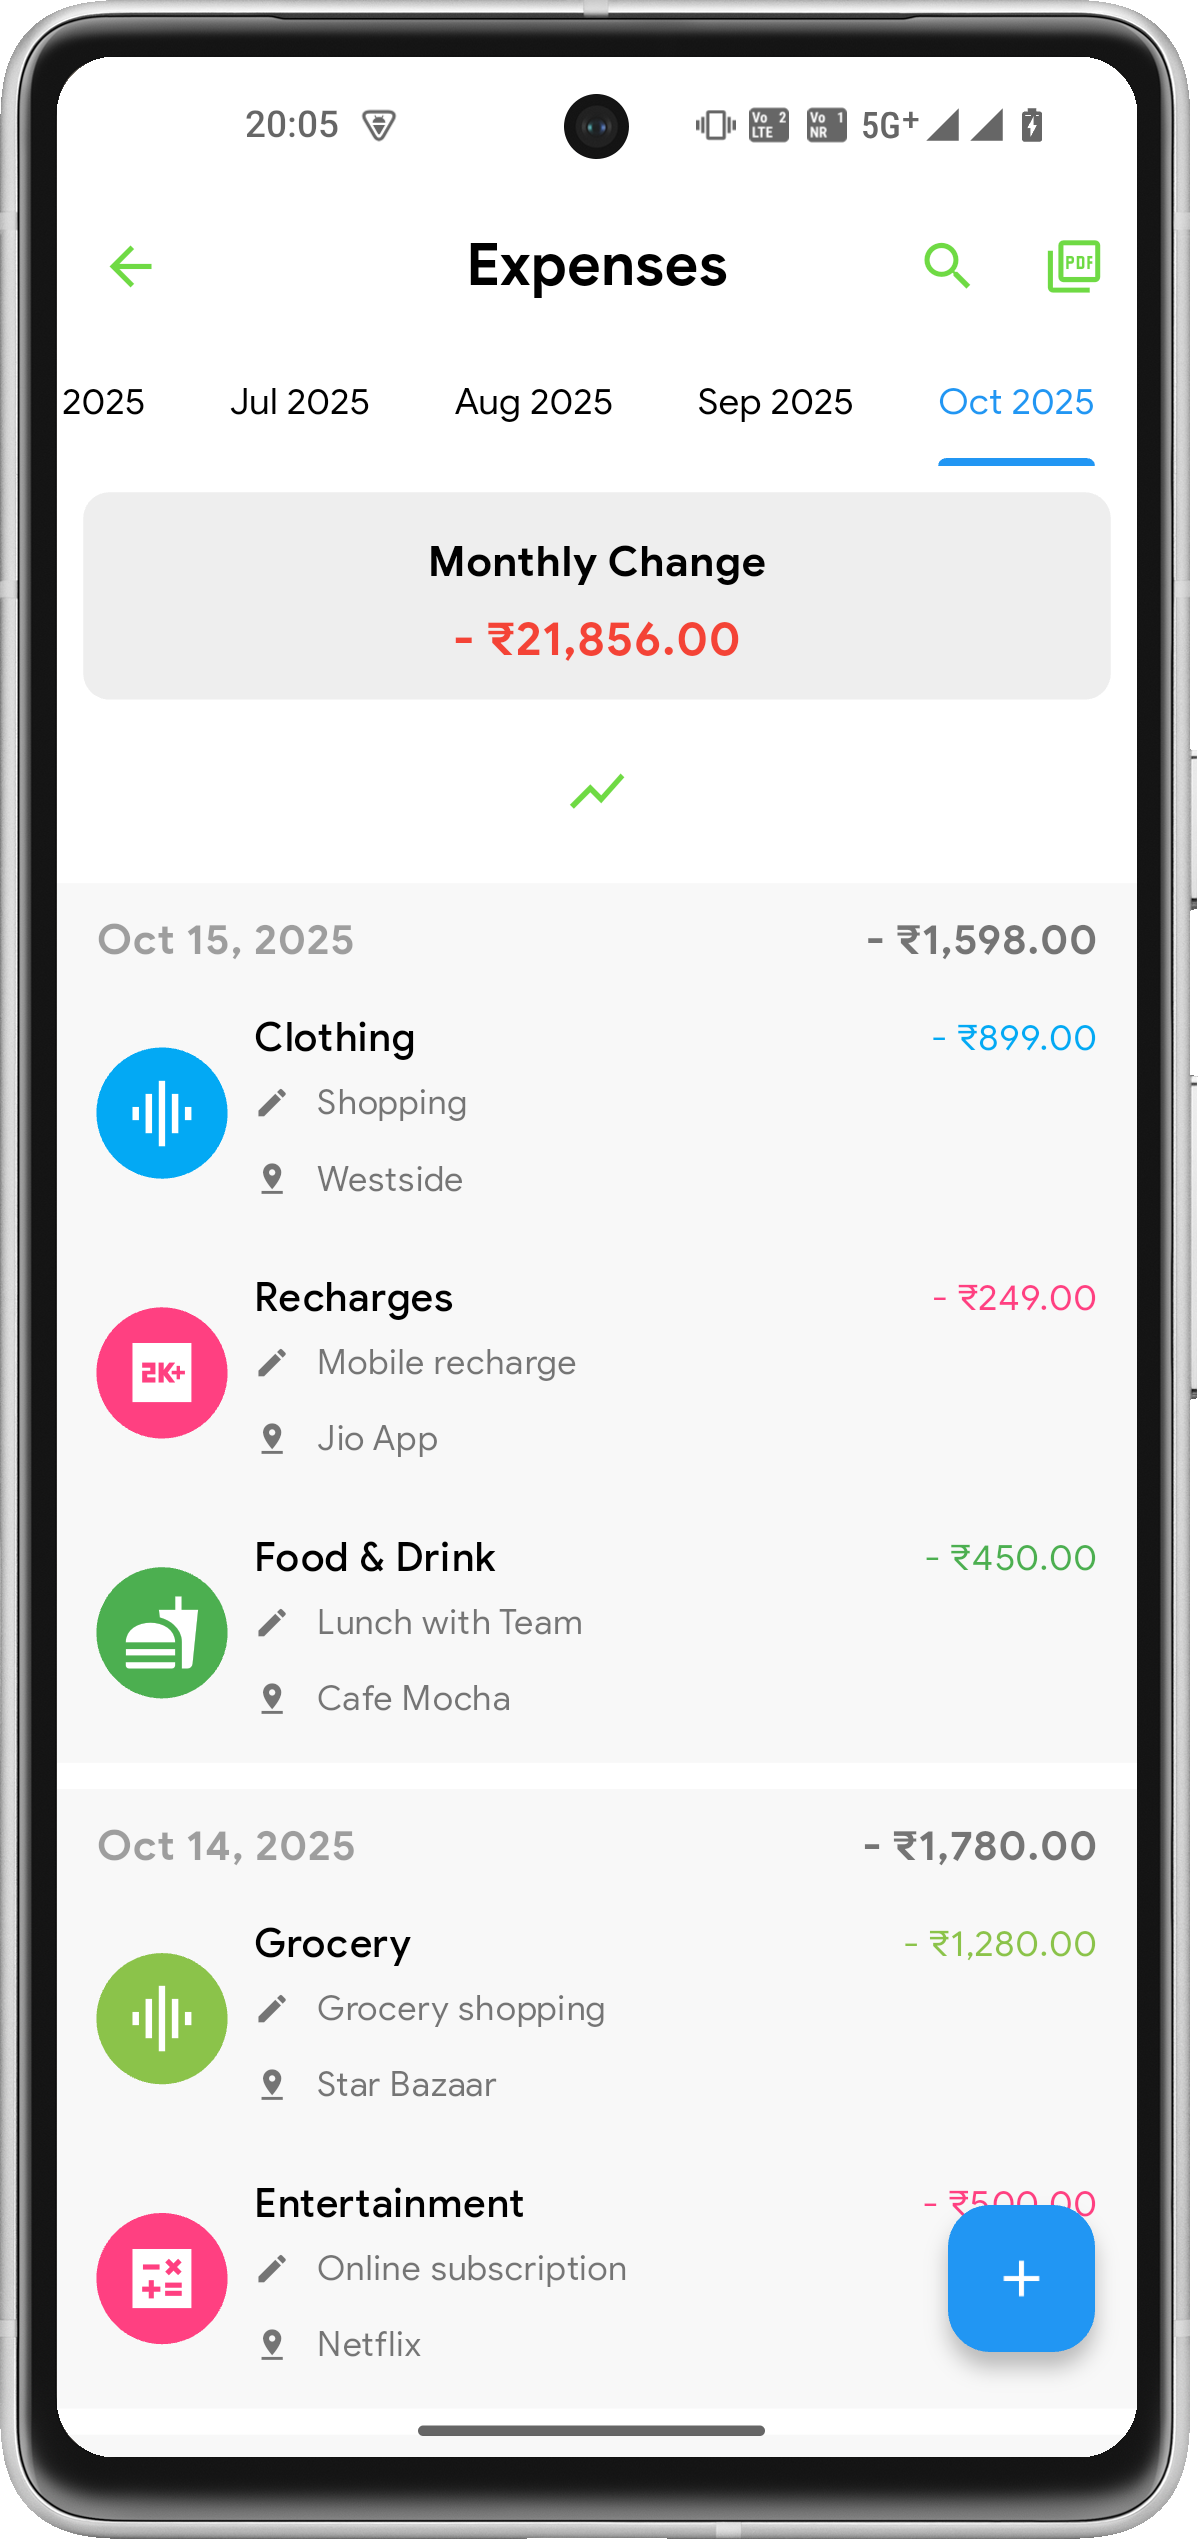 20:05
Vo 2 LTE
Vo 1 NR
5G+
Expenses
PDF
2025
Jul 2025
Aug 2025
Sep 2025
Oct 2025
Monthly Change
- ₹21,856.00
Oct 15, 2025
- ₹1,598.00
Clothing
- ₹899.00
Shopping
Westside
Recharges
- ₹249.00
2K+
Mobile recharge
Jio App
Food & Drink
- ₹450.00
Lunch with Team
Cafe Mocha
Oct 14, 2025
- ₹1,780.00
Grocery
- ₹1,280.00
Grocery shopping
Star Bazaar
Entertainment
- ₹500.00
Online subscription
Netflix